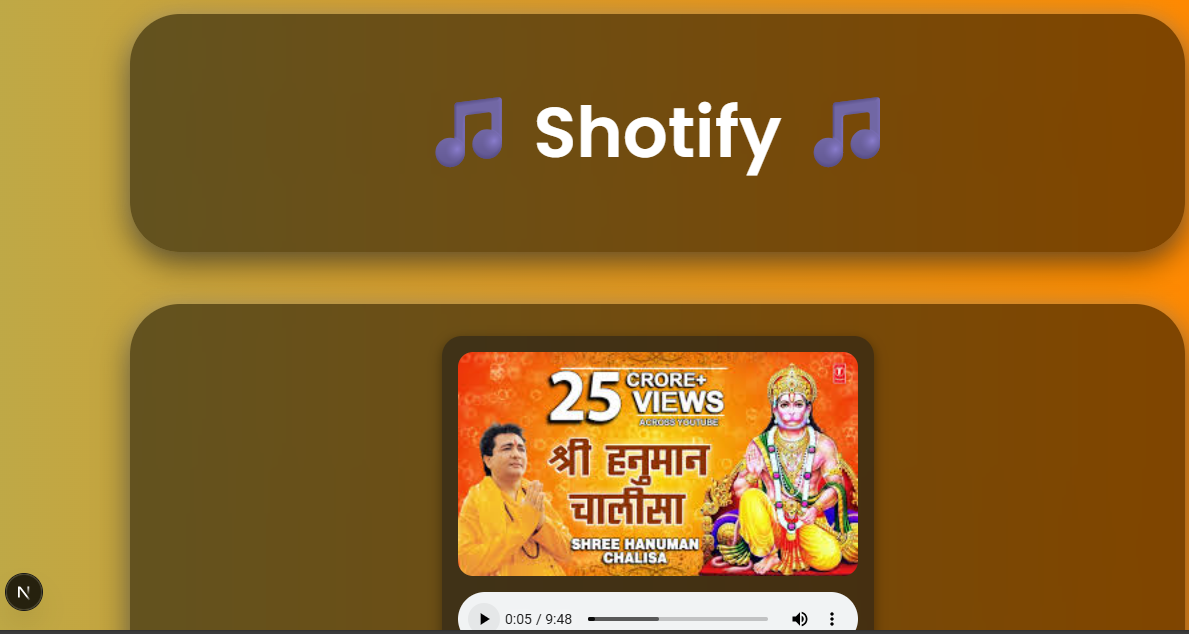 🎵 Shotify 🎵
25 CRORE+
VIEWS
ACROSS YOUTUBE
T
श्री हनुमान
चालीसा
SHREE HANUMAN
CHALISA
N
0:05 / 9:48